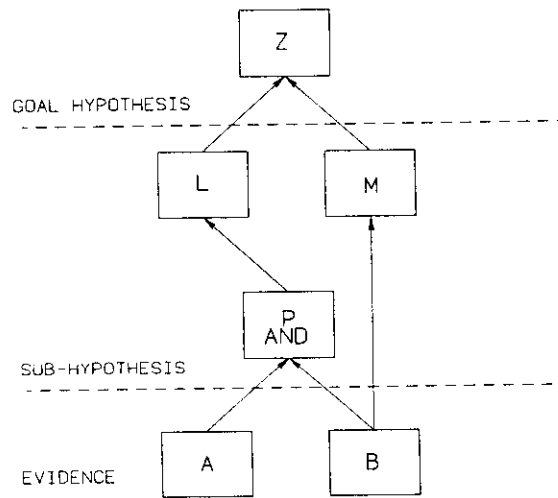 Z
GOAL HYPOTHESIS
L
M
P
AND
SUB-HYPOTHESIS
A
B
EVIDENCE